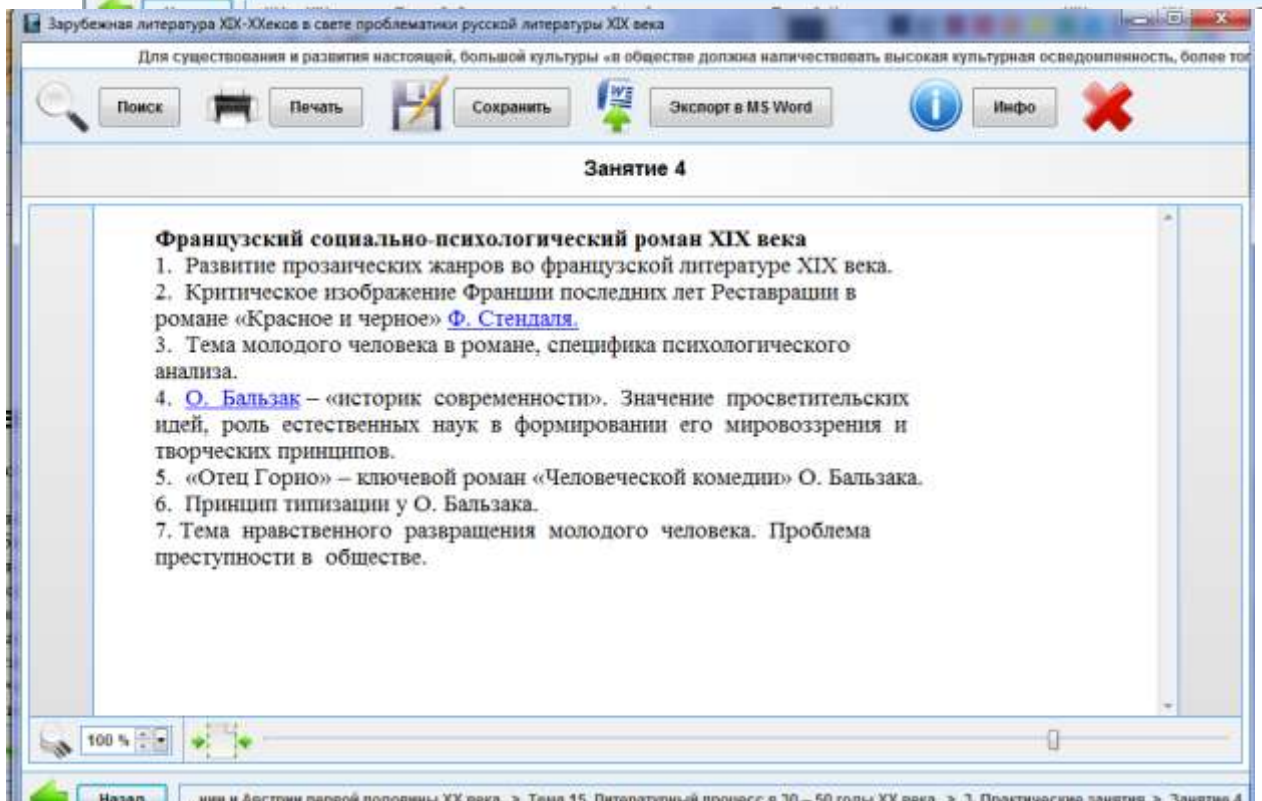 Зарубежная литература XIX-XXеков в свете проблематики русской литературы XIX века
Для существования и развития настоящей, большой культуры «в обществе должна наличествовать высокая культурная осведомленность, более тог
Поиск Печать Сохранить Экспорт в MS Word Инфо
Занятие 4
Французский социально-психологический роман XIX века
1. Развитие прозаических жанров во французской литературе XIX века.
2. Критическое изображение Франции последних лет Реставрации в
романе «Красное и черное» Ф. Стендаля.
3. Тема молодого человека в романе, специфика психологического
анализа.
4. О. Бальзак – «историк современности». Значение просветительских
идей, роль естественных наук в формировании его мировоззрения и
творческих принципов.
5. «Отец Горио» – ключевой роман «Человеческой комедии» О. Бальзака.
6. Принцип типизации у О. Бальзака.
7. Тема нравственного развращения молодого человека. Проблема
преступности в обществе.
100 %
Назад нии и Австрии первой половины XX века > Тема 15. Литературный процесс в 30 – 50 годы XX века. > 2. Практические занятия > Занятие 4